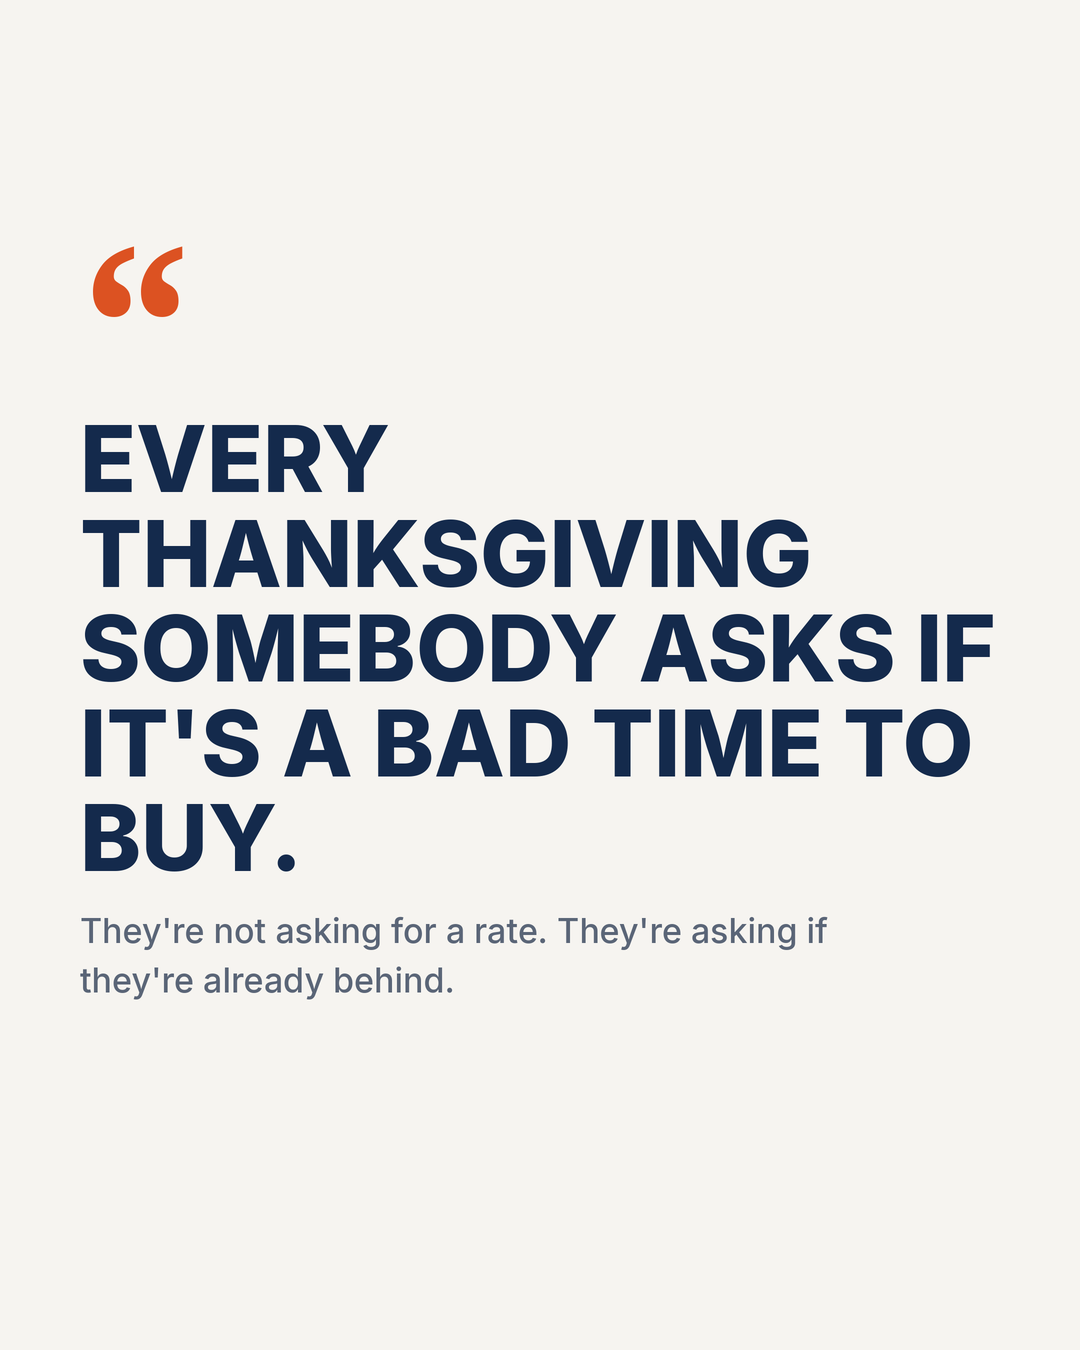 “
EVERY
THANKSGIVING
SOMEBODY ASKS IF
IT'S A BAD TIME TO
BUY.
They're not asking for a rate. They're asking if
they're already behind.